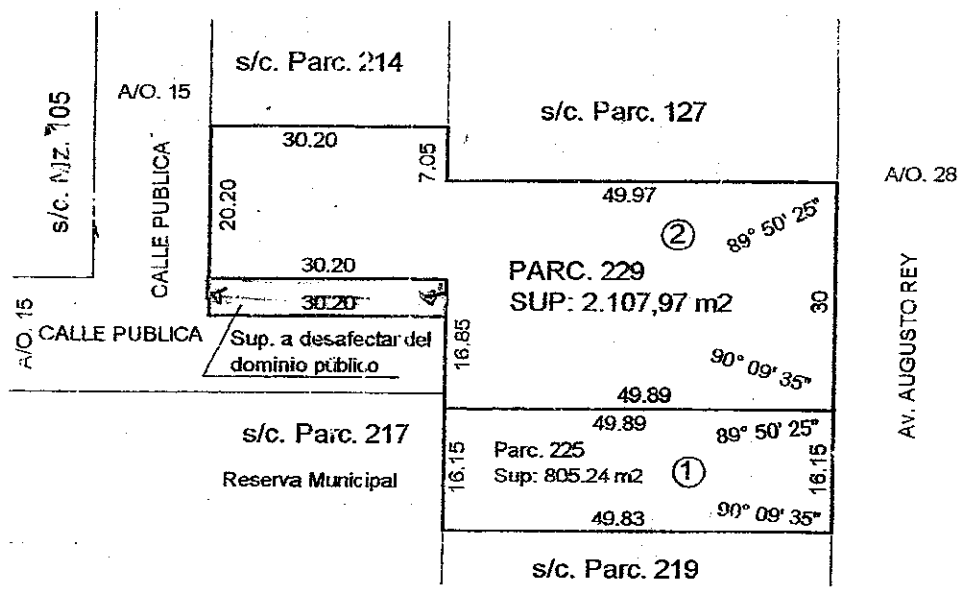 s/c. Parc. 214
A/O. 15
s/c. Mz. 105
CALLE PUBLICA
s/c. Parc. 127
A/O. 28
30.20
7.05
20.20
49.97
②
89° 50' 25"
PARC. 229
SUP: 2.107,97 m2
30
30.20
30.20
A/O. 15
CALLE PUBLICA
Sup. a desafectar del
dominio público
16.85
90° 09' 35"
Av. AUGUSTO REY
49.89
49.89
89° 50' 25"
s/c. Parc. 217
Reserva Municipal
16.15
Parc. 225
Sup: 805.24 m2
①
16.15
90° 09' 35"
49.83
s/c. Parc. 219